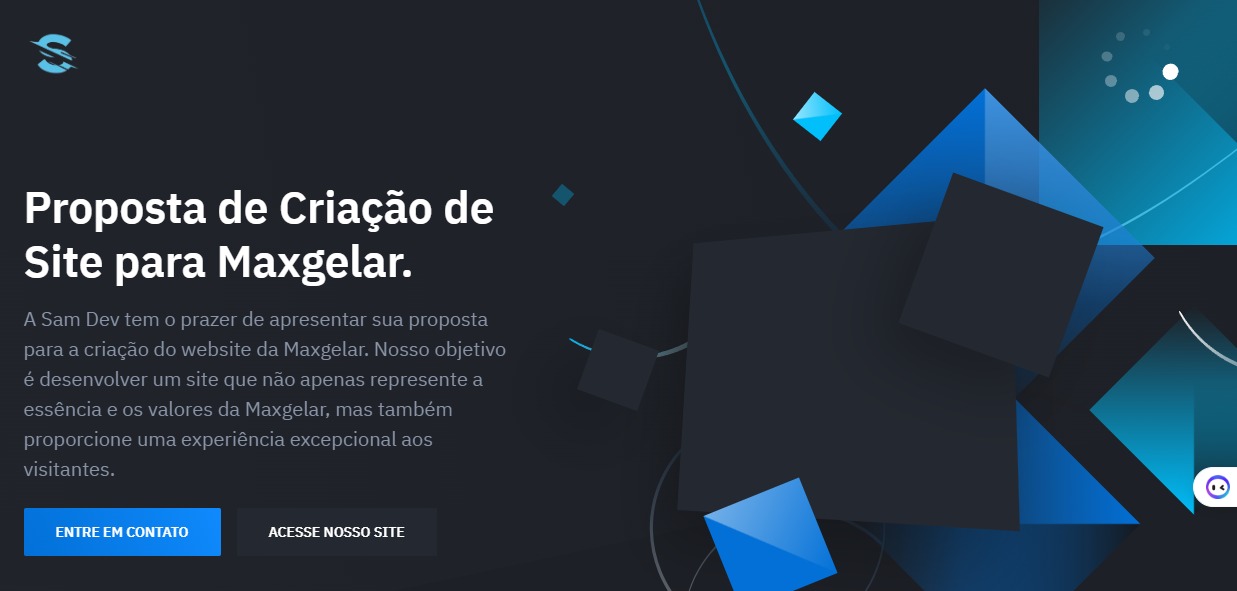 Proposta de Criação de
Site para Maxgelar.
A Sam Dev tem o prazer de apresentar sua proposta
para a criação do website da Maxgelar. Nosso objetivo
é desenvolver um site que não apenas represente a
essência e os valores da Maxgelar, mas também
proporcione uma experiência excepcional aos
visitantes.
ENTRE EM CONTATO
ACESSE NOSSO SITE